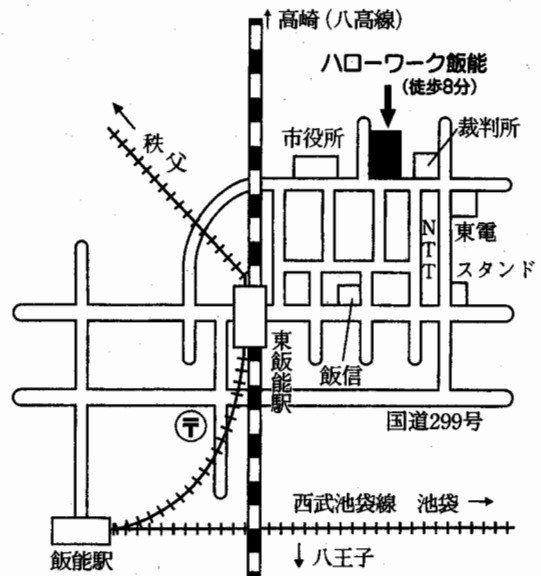 ↑高崎(八高線)
ハローワーク飯能
(徒歩8分)
秩父
市役所
裁判所
NTT
東電
スタンド
東飯能駅
飯信
国道299号
〒
西武池袋線 池袋→
飯能駅
↓八王子